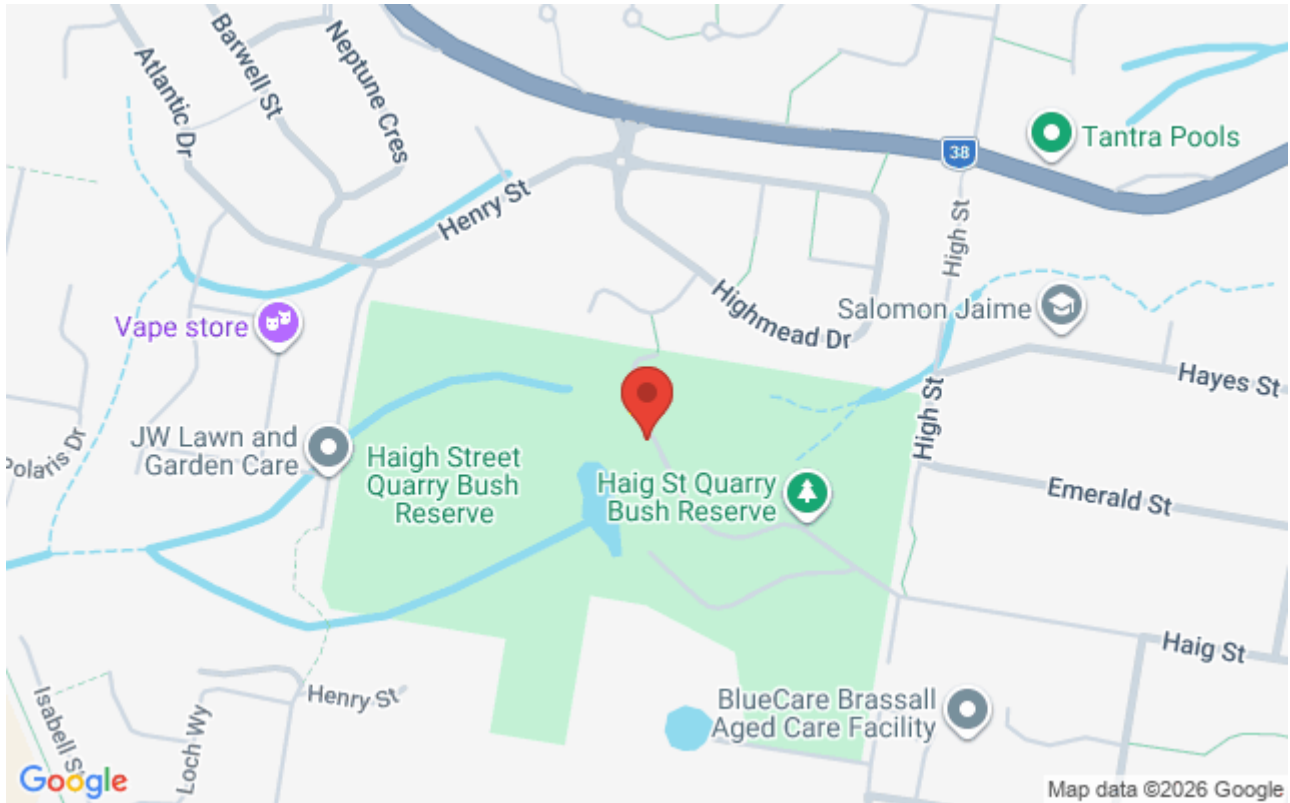 Barwell St
Neptune Cres
Atlantic Dr
38
Tantra Pools
Henry St
High St
Highmead Dr
Salomon Jaime
Vape store
Hayes St
High St
JW Lawn and
Garden Care
Polaris Dr
Haigh Street
Quarry Bush
Reserve
Haig St Quarry
Bush Reserve
Emerald St
Haig St
Isabell St
Loch Wy
Henry St
BlueCare Brassall
Aged Care Facility
Google
Map data ©2026 Google